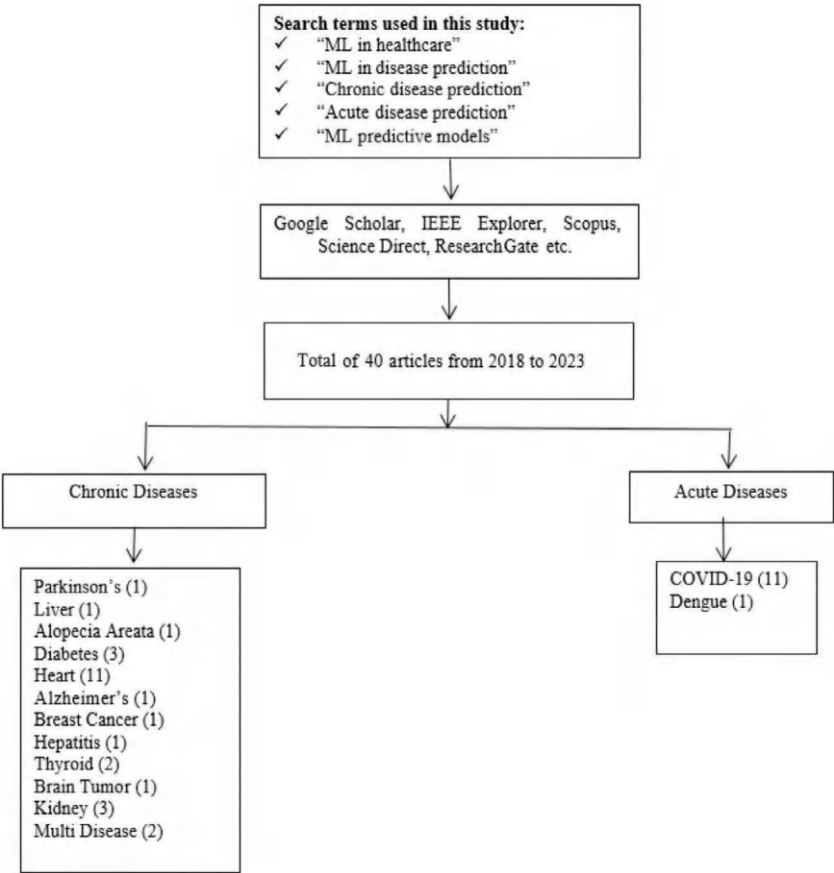 Search terms used in this study:
✓ “ML in healthcare”
✓ “ML in disease prediction”
✓ “Chronic disease prediction”
✓ “Acute disease prediction”
✓ “ML predictive models”
Google Scholar, IEEE Explorer, Scopus,
Science Direct, ResearchGate etc.
Total of 40 articles from 2018 to 2023
Chronic Diseases
Acute Diseases
Parkinson’s (1)
Liver (1)
Alopecia Areata (1)
Diabetes (3)
Heart (11)
Alzheimer’s (1)
Breast Cancer (1)
Hepatitis (1)
Thyroid (2)
Brain Tumor (1)
Kidney (3)
Multi Disease (2)
COVID-19 (11)
Dengue (1)